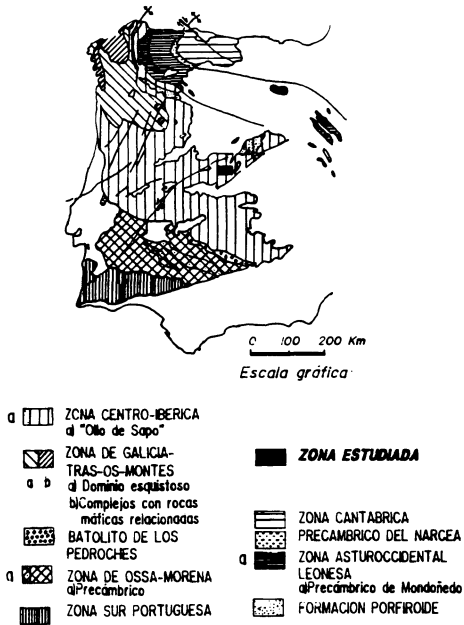 0 100 200 Km
Escala gráfica
a ZONA CENTRO-IBERICA
a) "Ollo de Sapo"
ZONA DE GALICIA-
TRAS-OS-MONTES
a b a) Dominio esquistoso
b) Complejos con rocas
máficas relacionadas
BATOLITO DE LOS
PEDROCHES
a ZONA DE OSSA-MORENA
a) Precámbrico
ZONA SUR PORTUGUESA
ZONA ESTUDIADA
ZONA CANTABRICA
PRECAMBRICO DEL NARCEA
a ZONA ASTUROCCIDENTAL
LEONESA
a) Precámbrico de Mondoñedo
FORMACION PORFIROIDE